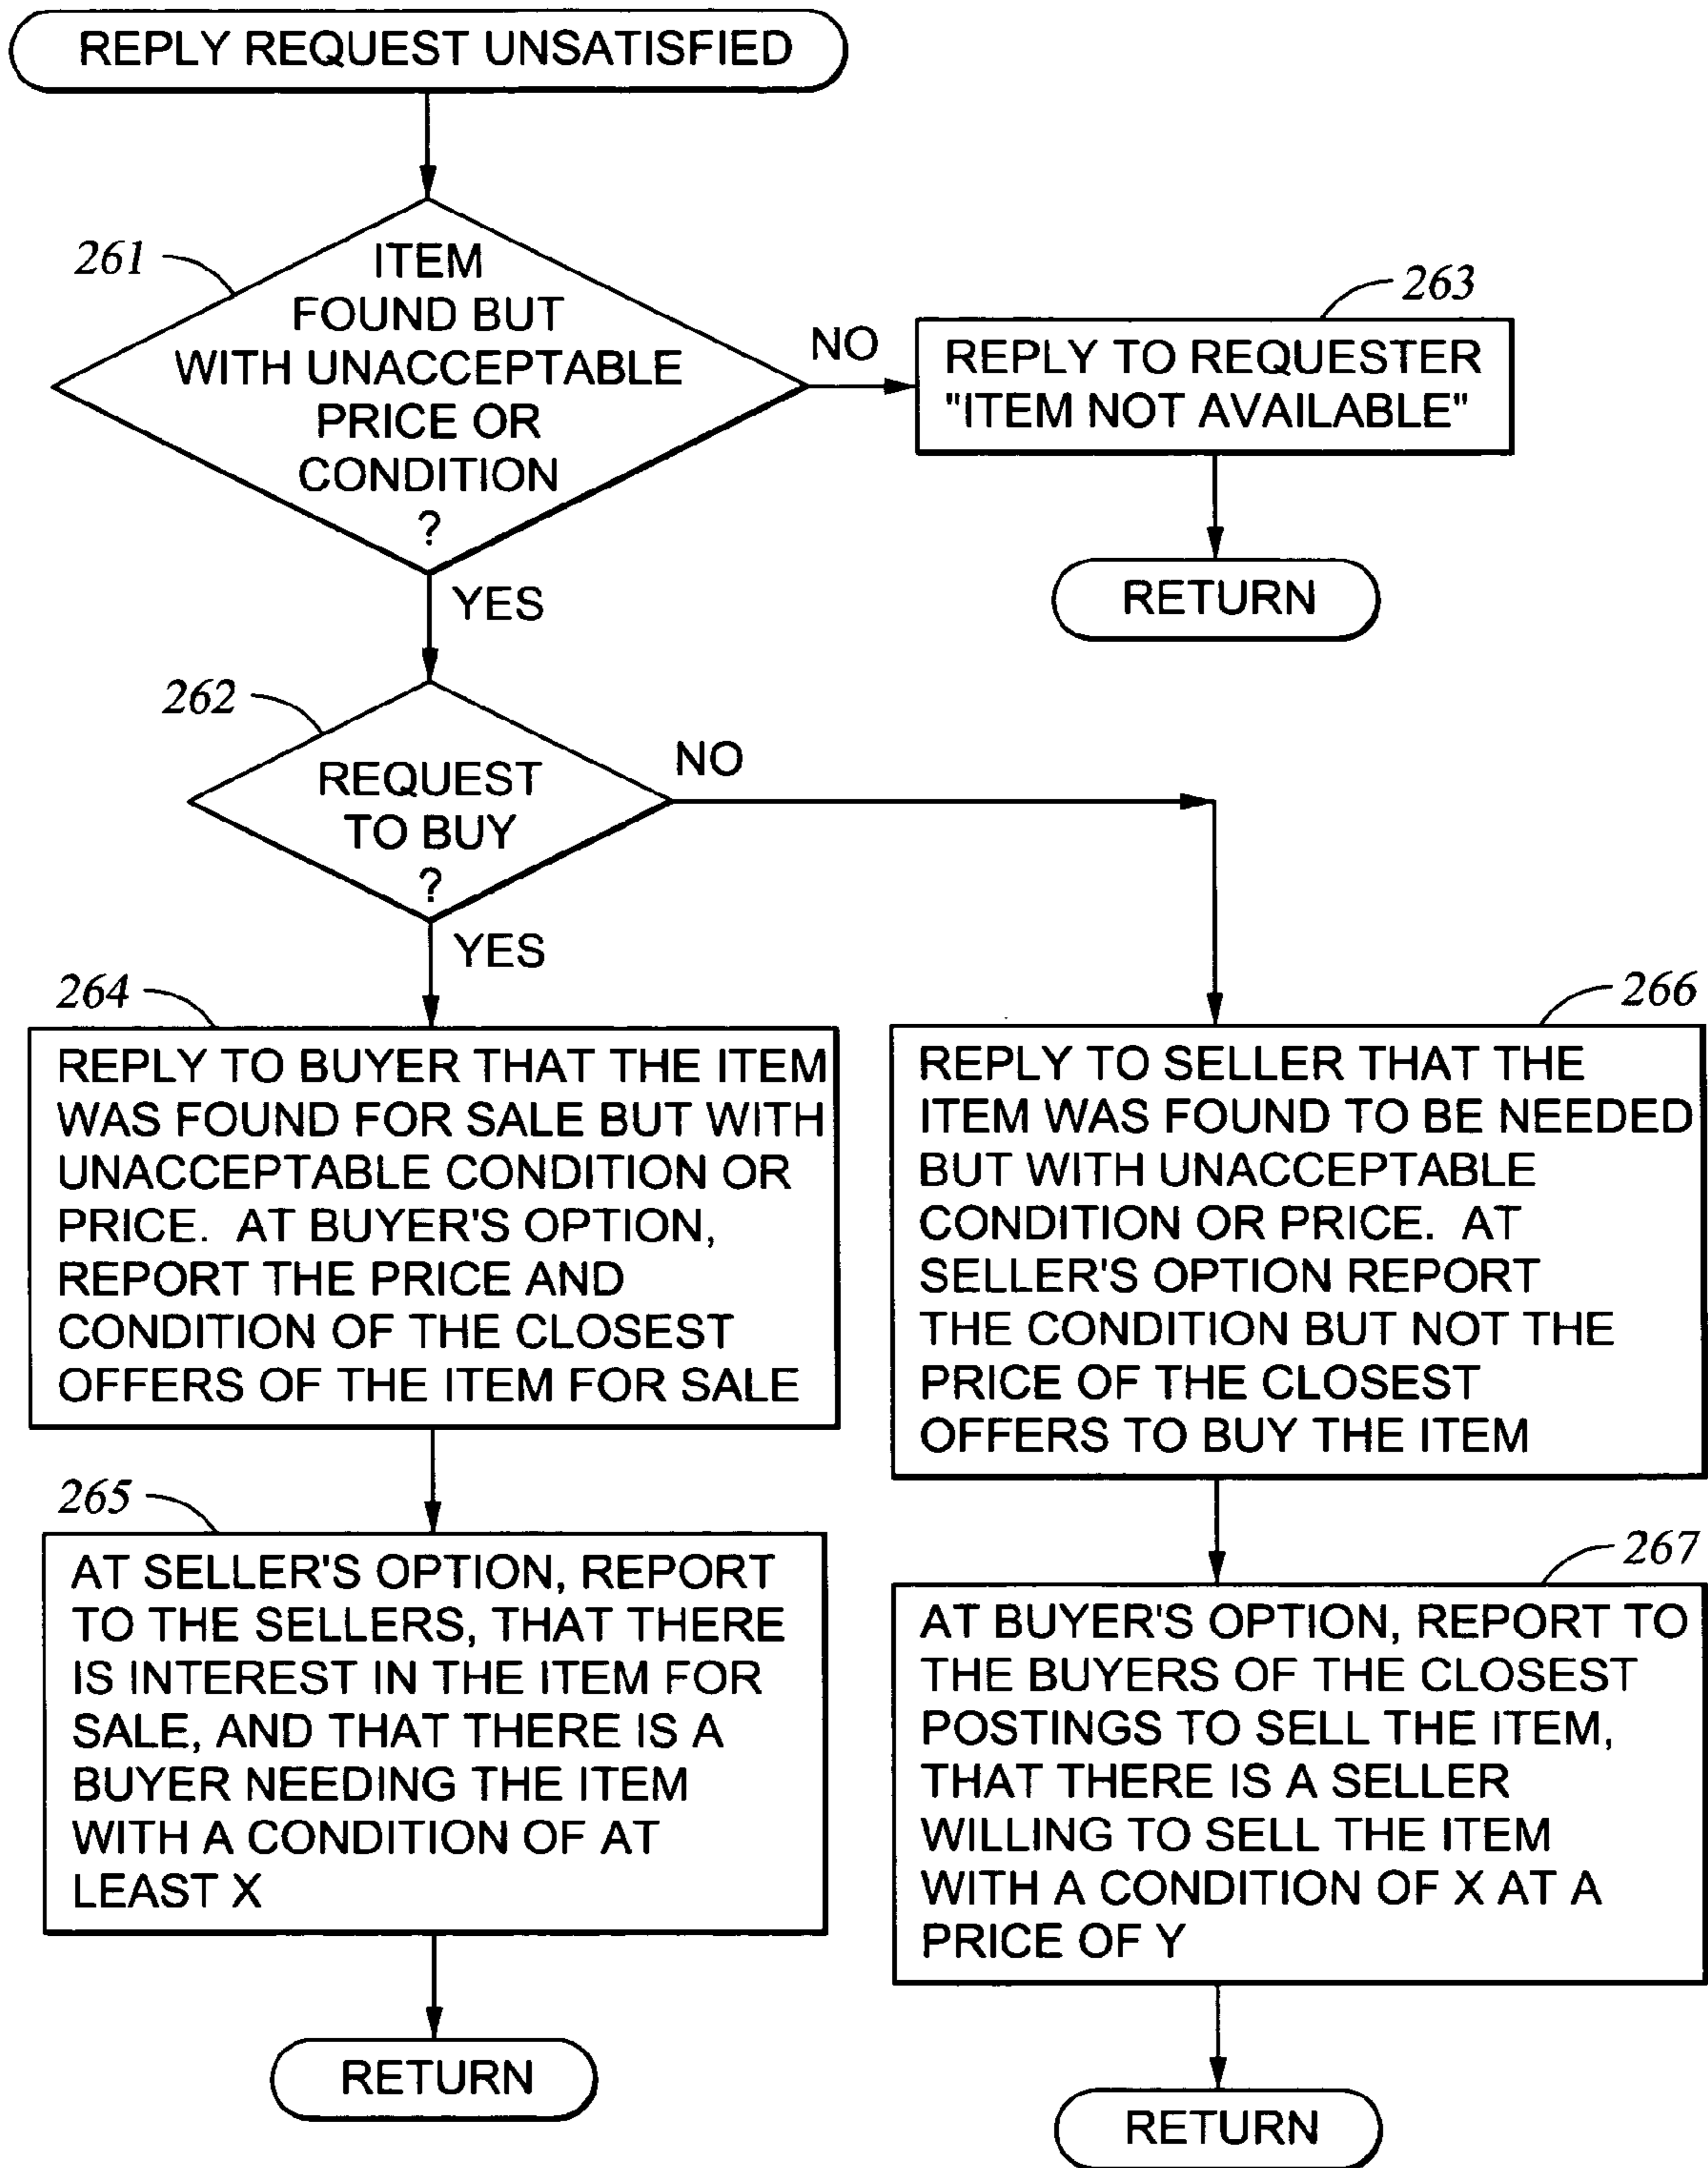 REPLY REQUEST UNSATISFIED
261
ITEM
FOUND BUT
WITH UNACCEPTABLE
PRICE OR
CONDITION
?
NO
263
REPLY TO REQUESTER
"ITEM NOT AVAILABLE"
RETURN
YES
262
REQUEST
TO BUY
?
NO
YES
264
REPLY TO BUYER THAT THE ITEM
WAS FOUND FOR SALE BUT WITH
UNACCEPTABLE CONDITION OR
PRICE. AT BUYER'S OPTION,
REPORT THE PRICE AND
CONDITION OF THE CLOSEST
OFFERS OF THE ITEM FOR SALE
265
AT SELLER'S OPTION, REPORT
TO THE SELLERS, THAT THERE
IS INTEREST IN THE ITEM FOR
SALE, AND THAT THERE IS A
BUYER NEEDING THE ITEM
WITH A CONDITION OF AT
LEAST X
RETURN
266
REPLY TO SELLER THAT THE
ITEM WAS FOUND TO BE NEEDED
BUT WITH UNACCEPTABLE
CONDITION OR PRICE. AT
SELLER'S OPTION REPORT
THE CONDITION BUT NOT THE
PRICE OF THE CLOSEST
OFFERS TO BUY THE ITEM
267
AT BUYER'S OPTION, REPORT TO
THE BUYERS OF THE CLOSEST
POSTINGS TO SELL THE ITEM,
THAT THERE IS A SELLER
WILLING TO SELL THE ITEM
WITH A CONDITION OF X AT A
PRICE OF Y
RETURN